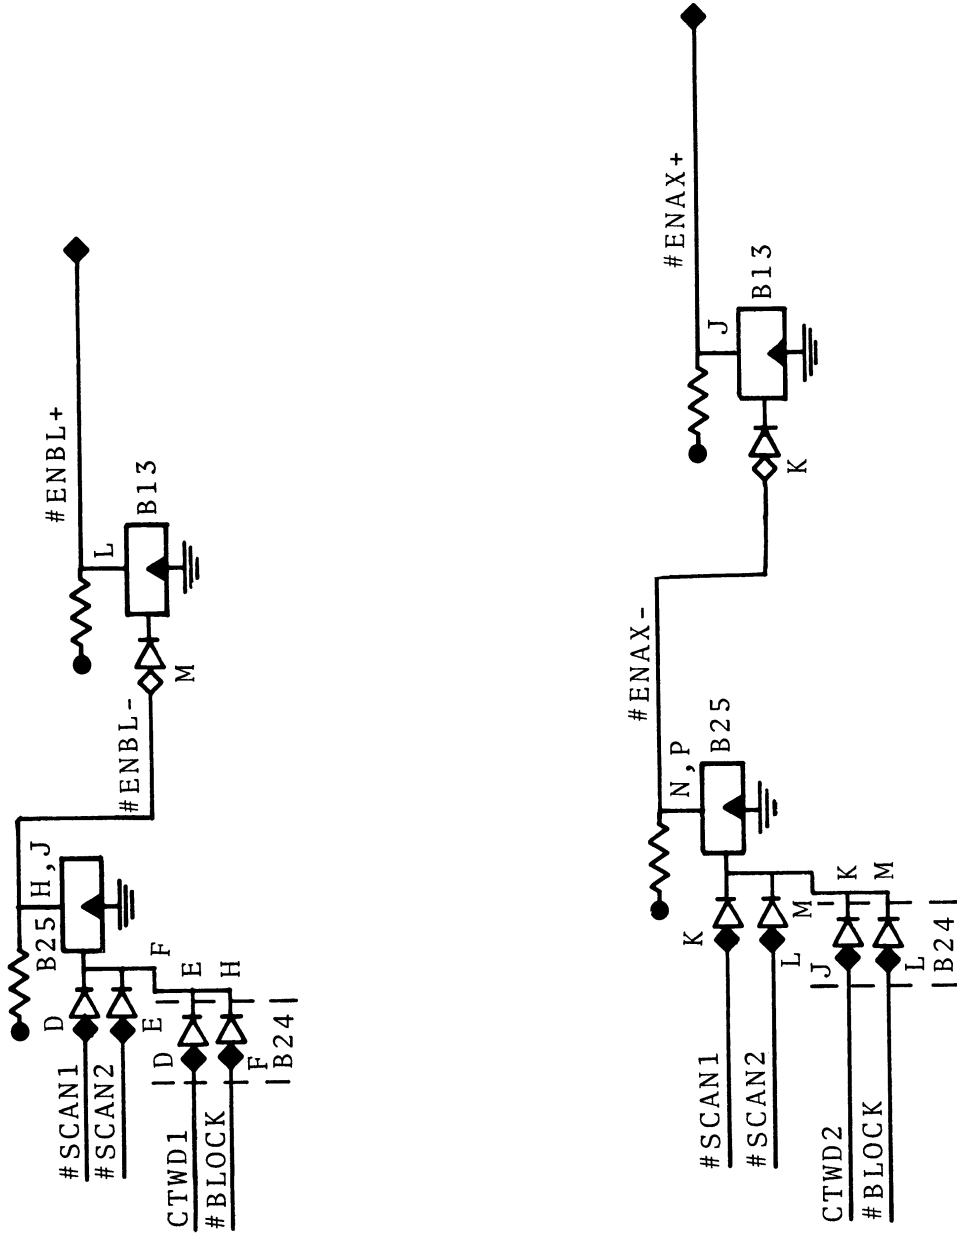 #ENBL+
#ENAX+
B13
L
M
#ENBL-
B13
J
K
#ENAX-
B25
H,J
D
E
F
#SCAN1
#SCAN2
D
E
F
H
B24
CTWD1
#BLOCK
B25
N,P
K
L
M
#SCAN1
#SCAN2
J
K
L
M
B24
CTWD2
#BLOCK